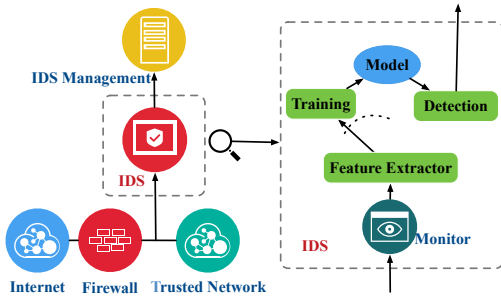 IDS Management
IDS
Internet
Firewall
Trusted Network
Model
Training
Detection
Feature Extractor
Monitor
IDS